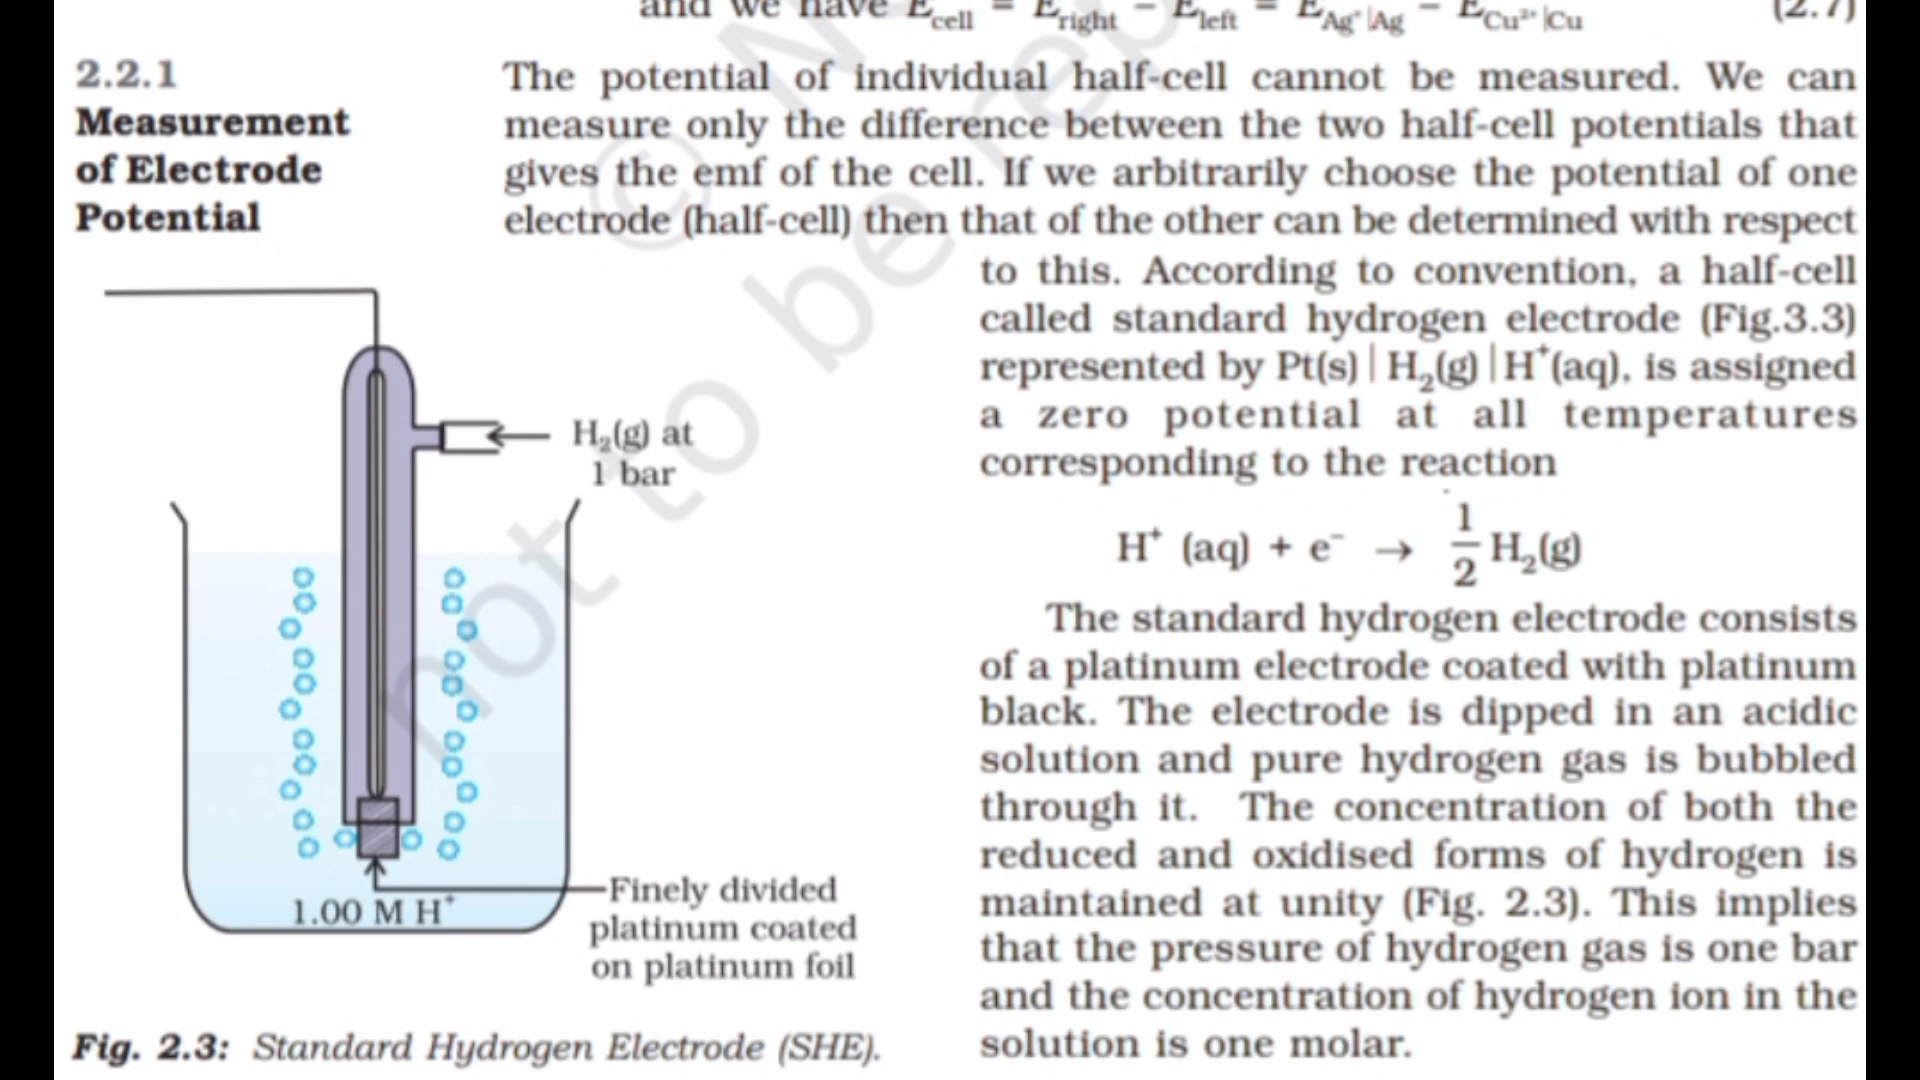 and we have E_cell = E_right – E_left = E_Ag⁺|Ag – E_Cu²⁺|Cu (2.7)
2.2.1
Measurement
of Electrode
Potential
The potential of individual half-cell cannot be measured. We can
measure only the difference between the two half-cell potentials that
gives the emf of the cell. If we arbitrarily choose the potential of one
electrode (half-cell) then that of the other can be determined with respect
to this. According to convention, a half-cell
called standard hydrogen electrode (Fig.3.3)
represented by Pt(s)|H₂(g)|H⁺(aq), is assigned
a zero potential at all temperatures
corresponding to the reaction
H⁺ (aq) + e⁻ → 1/2 H₂(g)
The standard hydrogen electrode consists
of a platinum electrode coated with platinum
black. The electrode is dipped in an acidic
solution and pure hydrogen gas is bubbled
through it. The concentration of both the
reduced and oxidised forms of hydrogen is
maintained at unity (Fig. 2.3). This implies
that the pressure of hydrogen gas is one bar
and the concentration of hydrogen ion in the
solution is one molar.
H₂(g) at
1 bar
1.00 M H⁺
Finely divided
platinum coated
on platinum foil
Fig. 2.3: Standard Hydrogen Electrode (SHE).
©
not to be